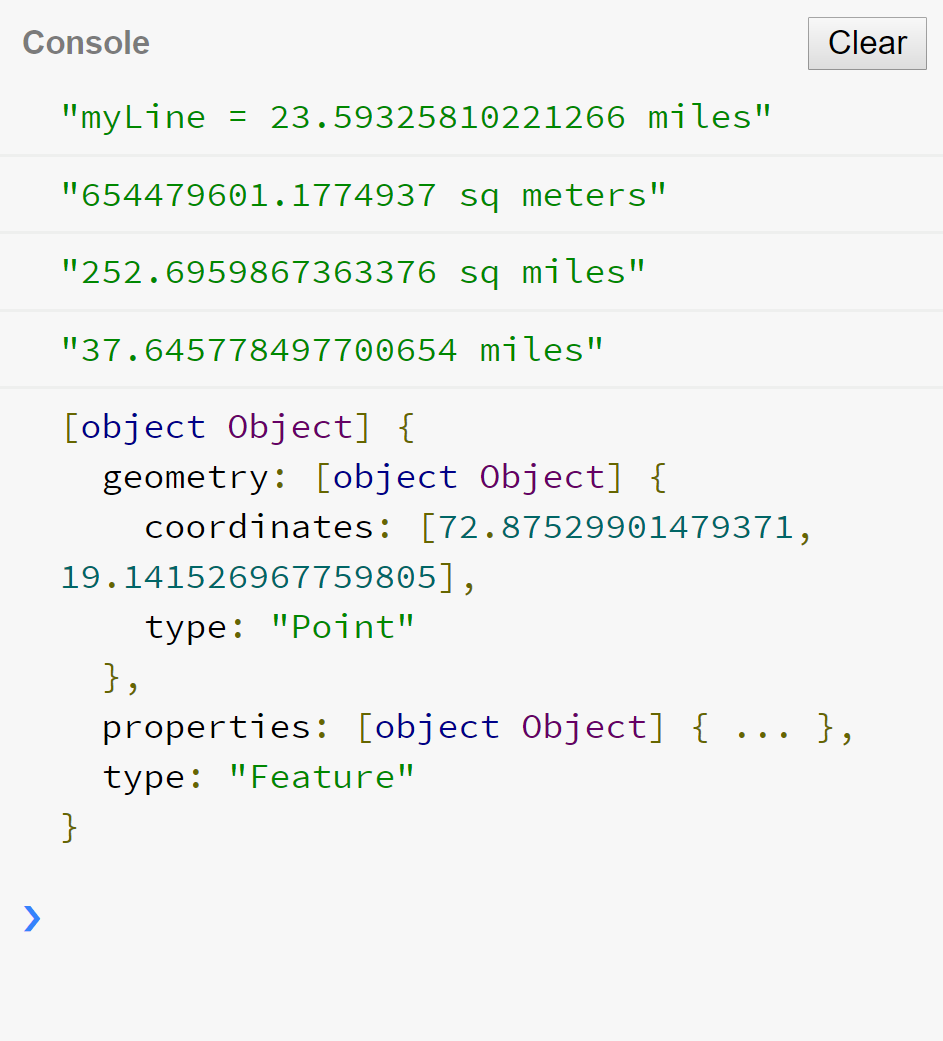 Console
Clear
"myLine = 23.59325810221266 miles"
"654479601.1774937 sq meters"
"252.6959867363376 sq miles"
"37.645778497700654 miles"
[object Object] {
  geometry: [object Object] {
    coordinates: [72.87529901479371,
19.141526967759805],
    type: "Point"
  },
  properties: [object Object] { ... },
  type: "Feature"
}
❯